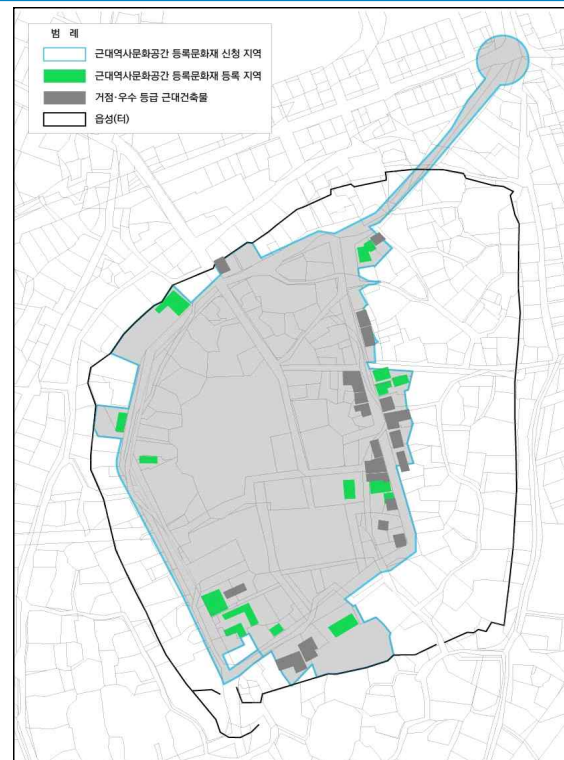 범 례
근대역사문화공간 등록문화재 신청 지역
근대역사문화공간 등록문화재 등록 지역
거점·우수 등급 근대건축물
읍성(터)